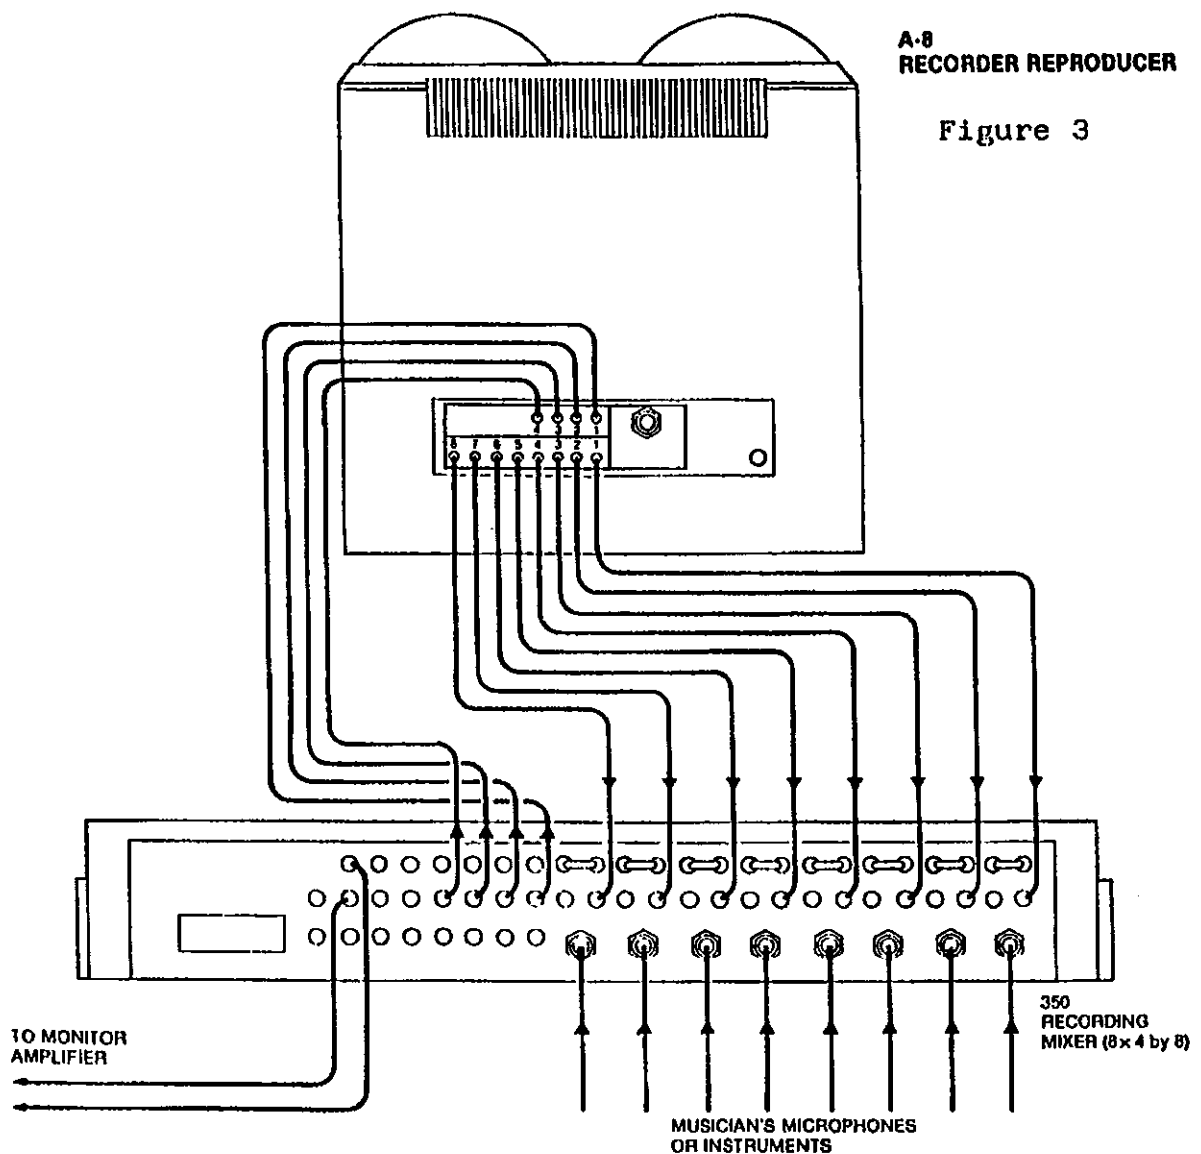 A-8
RECORDER REPRODUCER
Figure 3
4 3 2 1
8 7 6 5 4 3 2 1
350
RECORDING
MIXER (8 x 4 by 8)
TO MONITOR
AMPLIFIER
MUSICIAN'S MICROPHONES
OR INSTRUMENTS